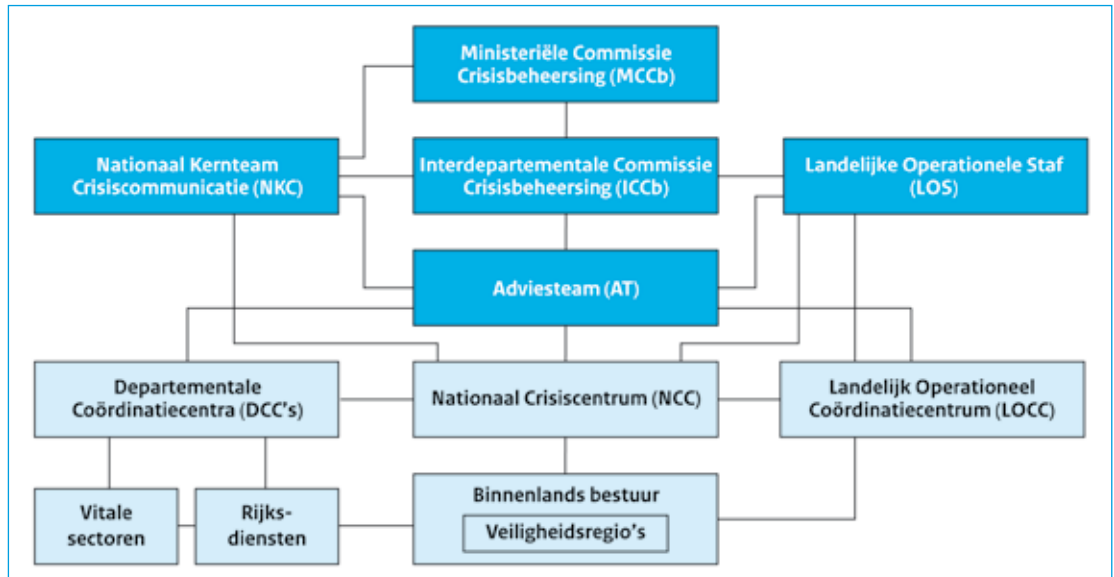 Ministeriële Commissie
Crisisbeheersing (MCCb)
Nationaal Kernteam
Crisiscommunicatie (NKC)
Interdepartementale Commissie
Crisisbeheersing (ICCb)
Landelijke Operationele Staf
(LOS)
Adviesteam (AT)
Departementale
Coördinatiecentra (DCC's)
Nationaal Crisiscentrum (NCC)
Landelijk Operationeel
Coördinatiecentrum (LOCC)
Vitale
sectoren
Rijks-
diensten
Binnenlands bestuur
Veiligheidsregio's